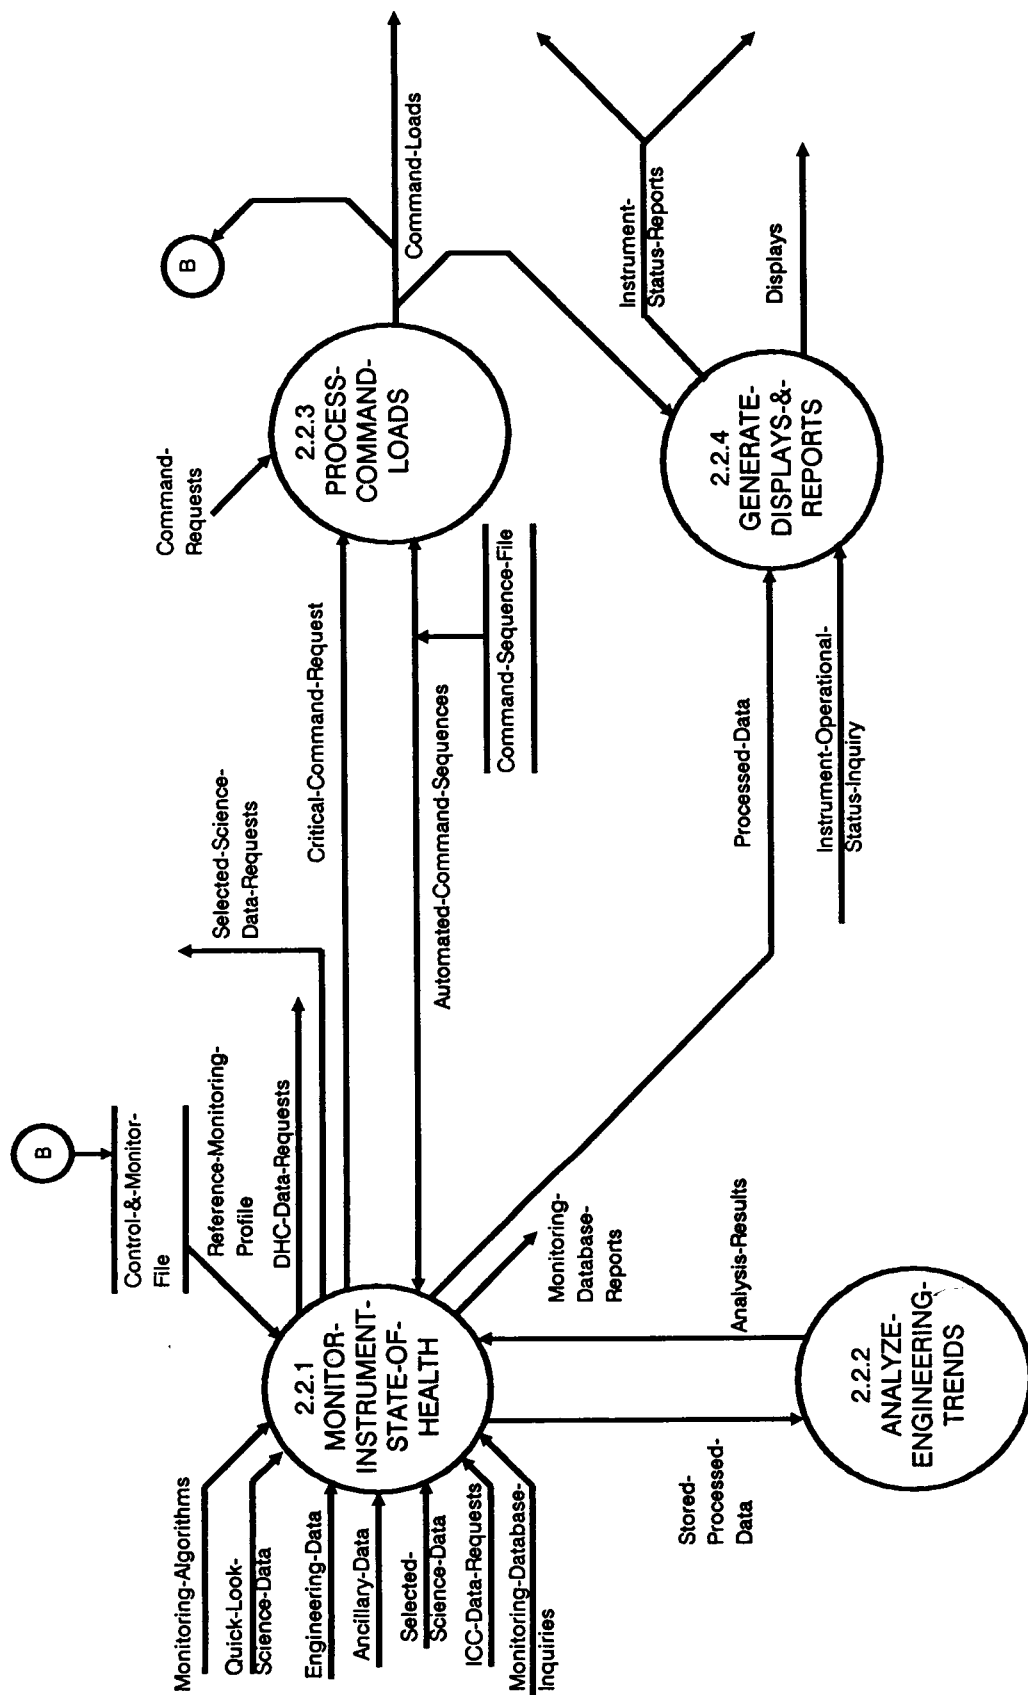 B
Control-&-Monitor-
File
Reference-Monitoring-
Profile
DHC-Data-Requests
Selected-Science-
Data-Requests
Monitoring-Algorithms
Quick-Look-
Science-Data
Engineering-Data
Ancillary-Data
Selected-
Science-Data
ICC-Data-Requests
Monitoring-Database-
Inquiries
2.2.1
MONITOR-
INSTRUMENT-
STATE-OF-
HEALTH
Critical-Command-Request
Automated-Command-Sequences
Command-Sequence-File
Command-
Requests
2.2.3
PROCESS-
COMMAND-
LOADS
B
Command-Loads
Monitoring-
Database-
Reports
Stored-
Processed-
Data
Analysis-Results
2.2.2
ANALYZE-
ENGINEERING-
TRENDS
Processed-Data
Instrument-Operational-
Status-Inquiry
2.2.4
GENERATE-
DISPLAYS-&-
REPORTS
Instrument-
Status-Reports
Displays